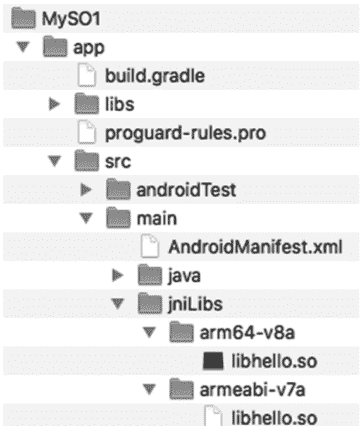 MySO1
app
build.gradle
libs
proguard-rules.pro
src
androidTest
main
AndroidManifest.xml
java
jniLibs
arm64-v8a
libhello.so
armeabi-v7a
libhello.so